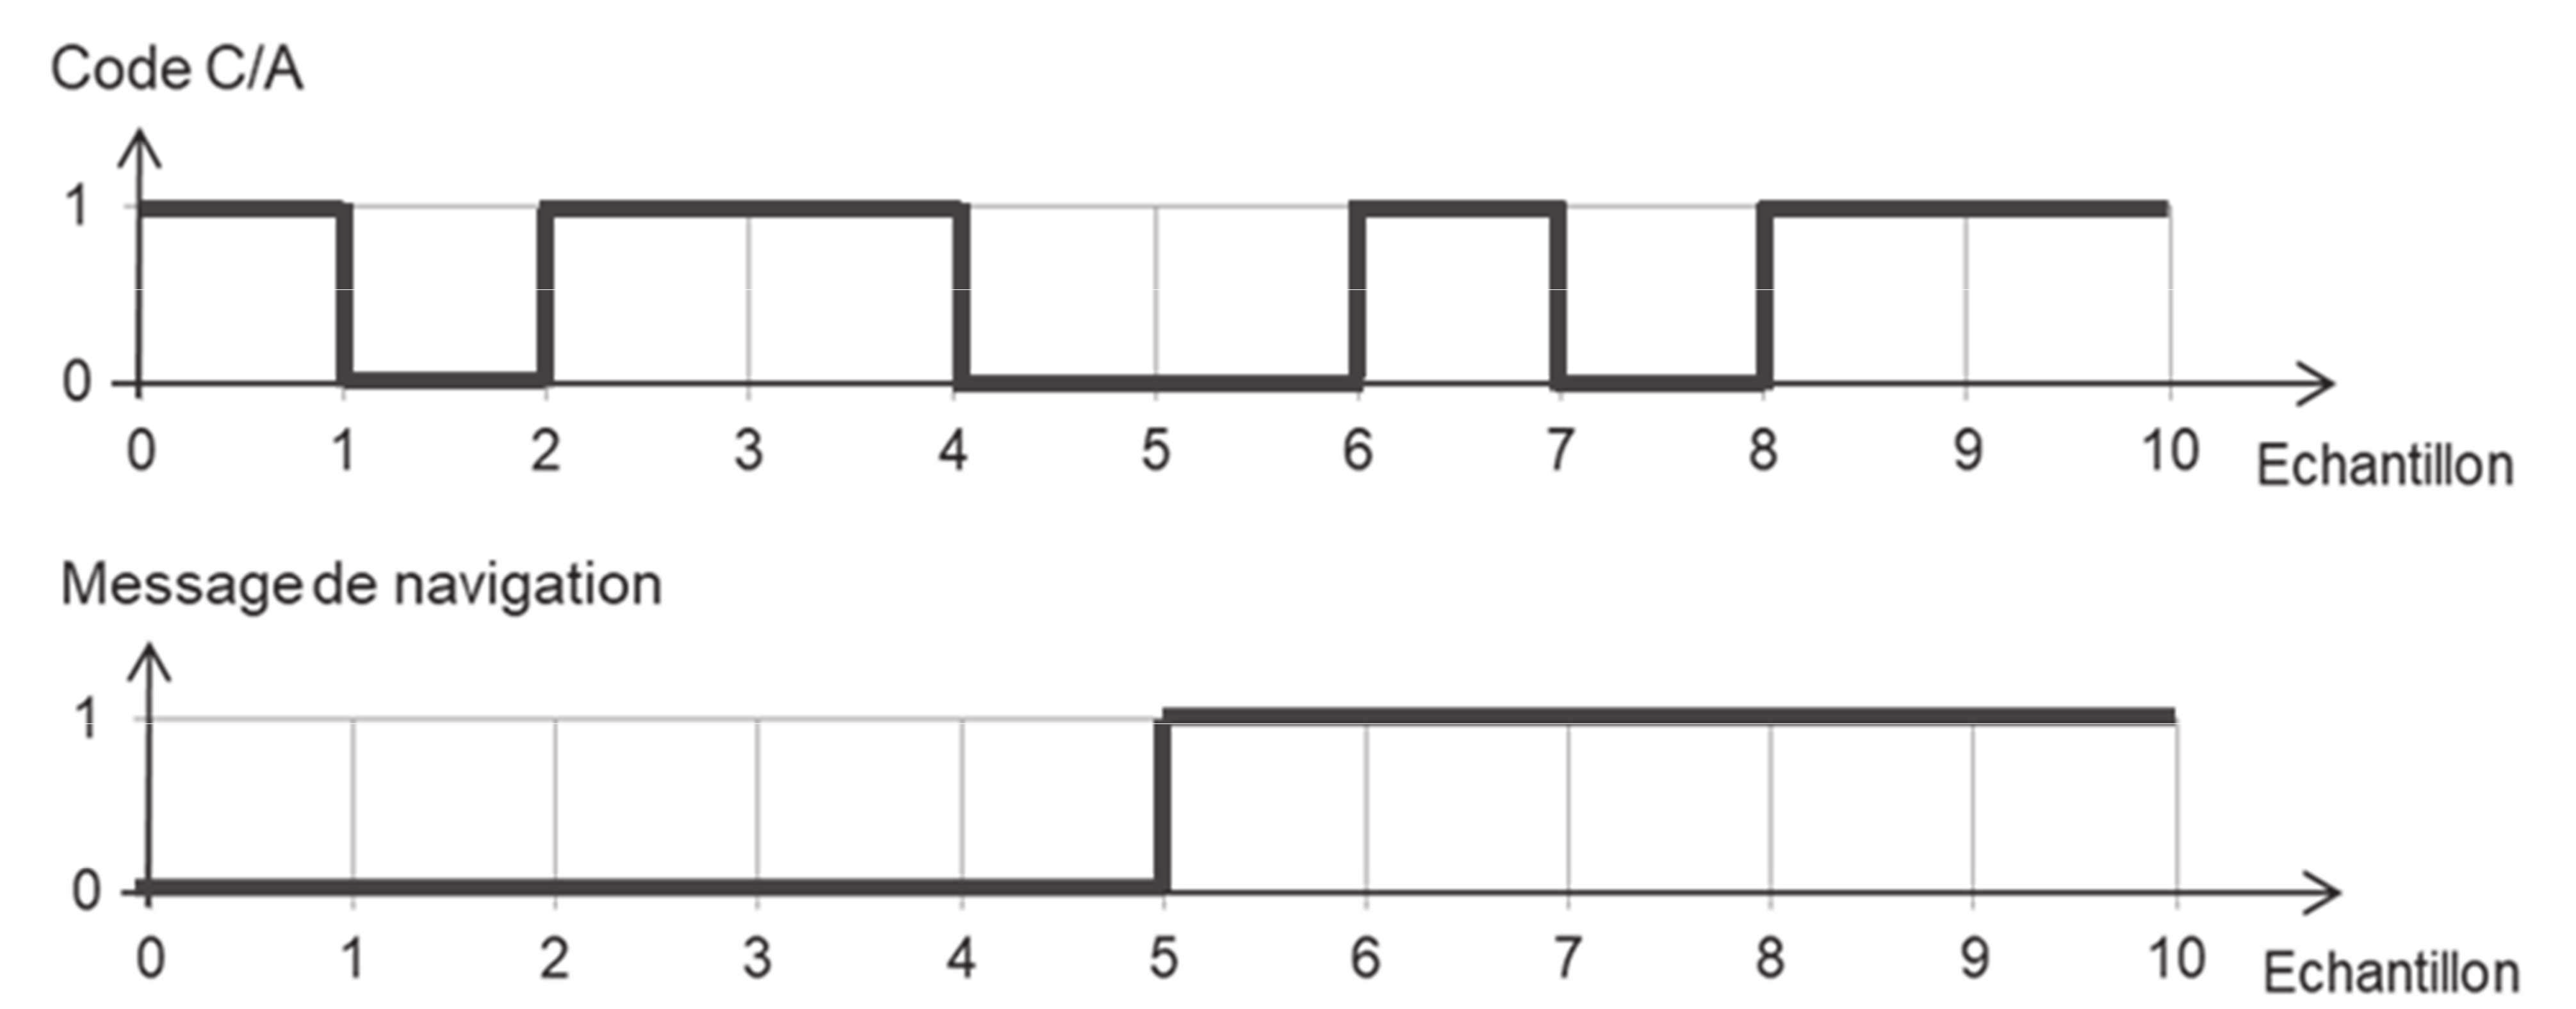 Code C/A
1
0
0 1 2 3 4 5 6 7 8 9 10 Echantillon
Message de navigation
1
0
0 1 2 3 4 5 6 7 8 9 10 Echantillon